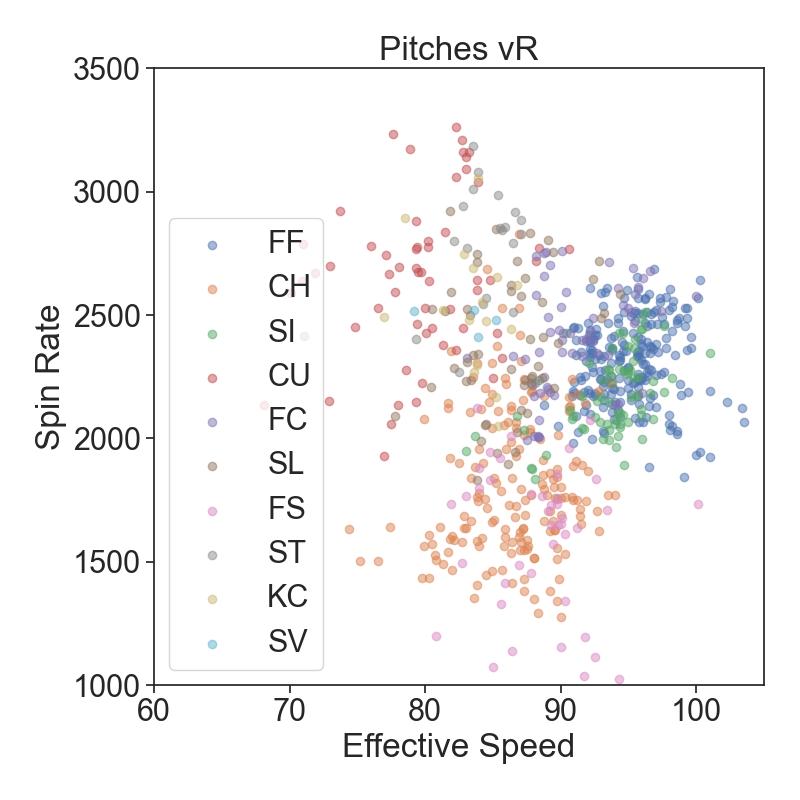 Pitches vR
3500
3000
2500
2000
1500
1000
Spin Rate
FF
CH
SI
CU
FC
SL
FS
ST
KC
SV
60
70
80
90
100
Effective Speed